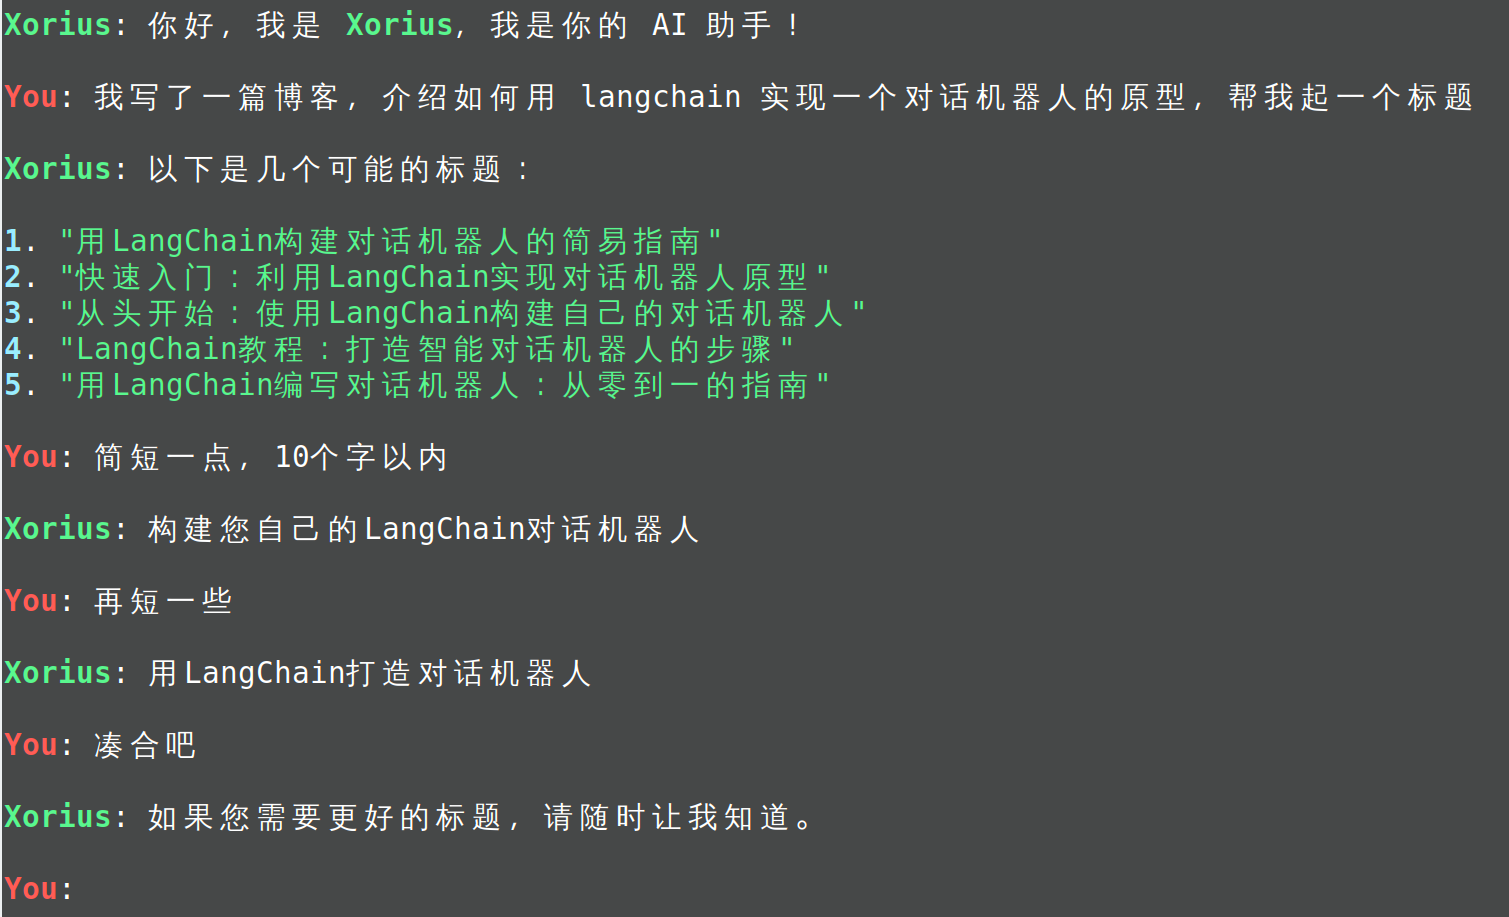 Xorius: 你好, 我是 Xorius, 我是你的 AI 助手！
You: 我写了一篇博客, 介绍如何用 langchain 实现一个对话机器人的原型, 帮我起一个标题
Xorius: 以下是几个可能的标题：
1. "用LangChain构建对话机器人的简易指南"
2. "快速入门：利用LangChain实现对话机器人原型"
3. "从头开始：使用LangChain构建自己的对话机器人"
4. "LangChain教程：打造智能对话机器人的步骤"
5. "用LangChain编写对话机器人：从零到一的指南"
You: 简短一点, 10个字以内
Xorius: 构建您自己的LangChain对话机器人
You: 再短一些
Xorius: 用LangChain打造对话机器人
You: 凑合吧
Xorius: 如果您需要更好的标题, 请随时让我知道。
You: